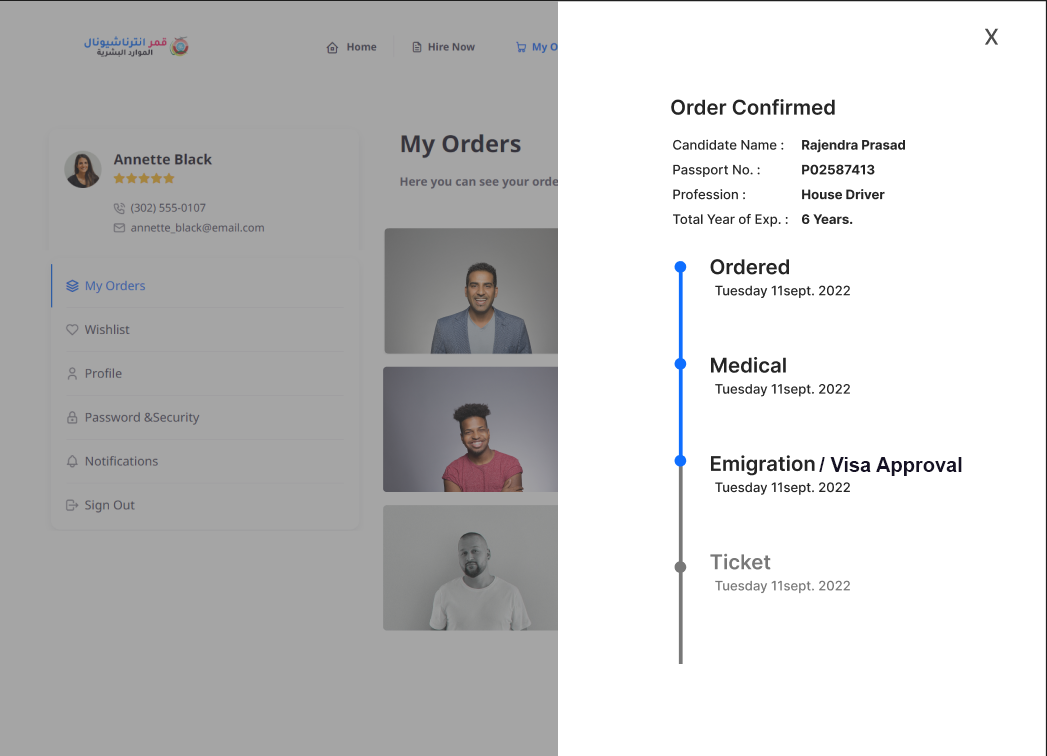 قمر انترناشيونال
الموارد البشرية
Home
Hire Now
My O
X
Annette Black
(302) 555-0107
annette_black@email.com
My Orders
Wishlist
Profile
Password &Security
Notifications
Sign Out
My Orders
Here you can see your orde
Order Confirmed
Candidate Name : Rajendra Prasad
Passport No. : P02587413
Profession : House Driver
Total Year of Exp. : 6 Years.
Ordered
Tuesday 11sept. 2022
Medical
Tuesday 11sept. 2022
Emigration / Visa Approval
Tuesday 11sept. 2022
Ticket
Tuesday 11sept. 2022